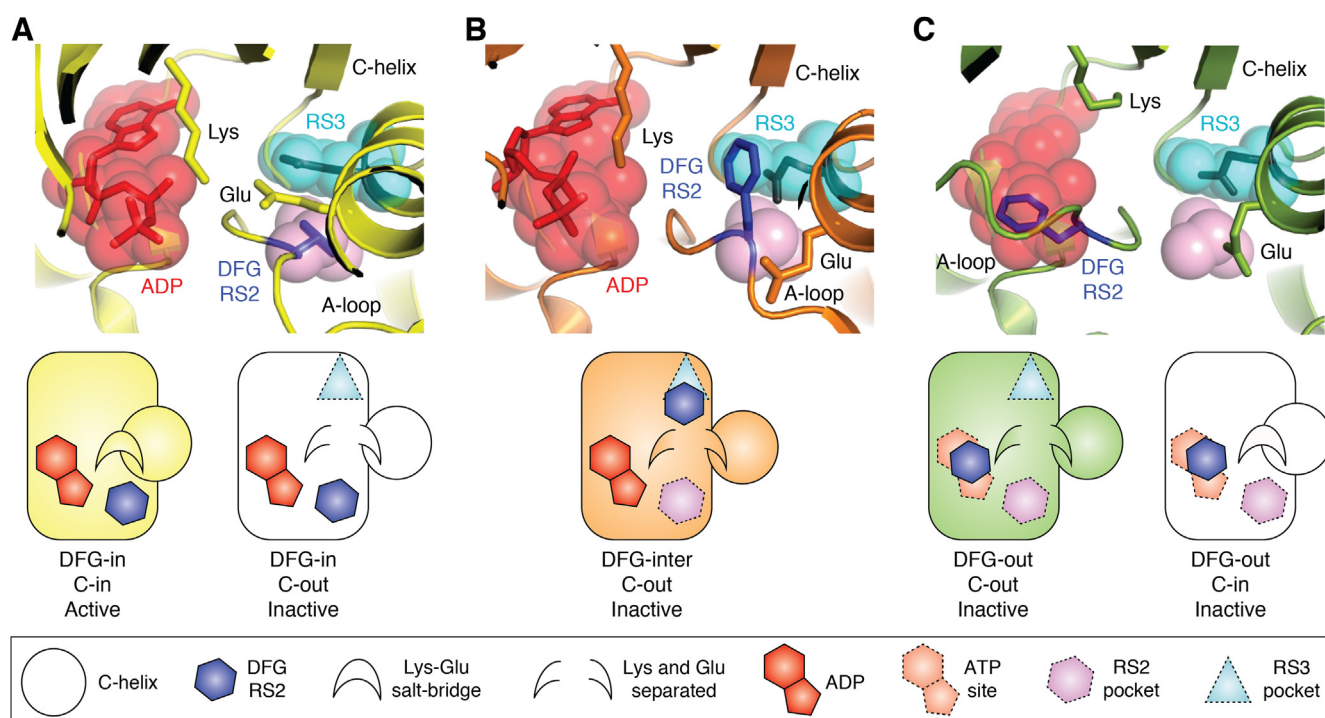 A
C-helix
RS3
Lys
Glu
ADP
DFG
RS2
A-loop
B
C-helix
RS3
Lys
DFG
RS2
Glu
ADP
A-loop
C
C-helix
Lys
RS3
Glu
A-loop
DFG
RS2
DFG-in
C-in
Active
DFG-in
C-out
Inactive
DFG-inter
C-out
Inactive
DFG-out
C-out
Inactive
DFG-out
C-in
Inactive
C-helix
DFG
RS2
Lys-Glu
salt-bridge
Lys and Glu
separated
ADP
ATP
site
RS2
pocket
RS3
pocket